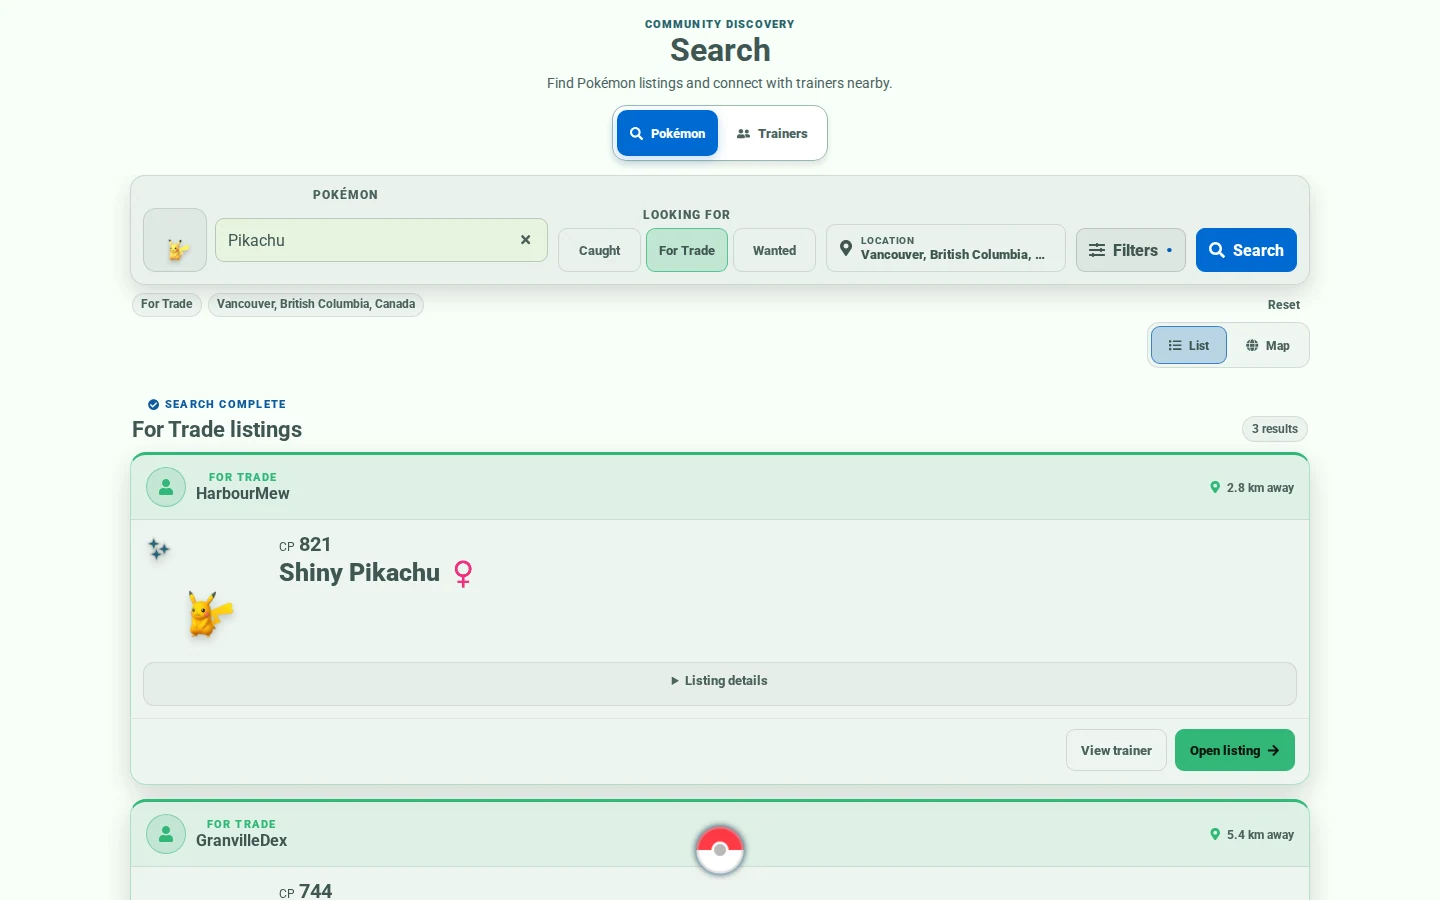 COMMUNITY DISCOVERY
Search
Find Pokémon listings and connect with trainers nearby.
Pokémon
Trainers
POKÉMON
Pikachu
LOOKING FOR
Caught
For Trade
Wanted
LOCATION
Vancouver, British Columbia, ...
Filters
Search
For Trade
Vancouver, British Columbia, Canada
Reset
List
Map
SEARCH COMPLETE
For Trade listings
3 results
FOR TRADE
HarbourMew
2.8 km away
CP 821
Shiny Pikachu
Listing details
View trainer
Open listing
FOR TRADE
GranvilleDex
5.4 km away
CP 744